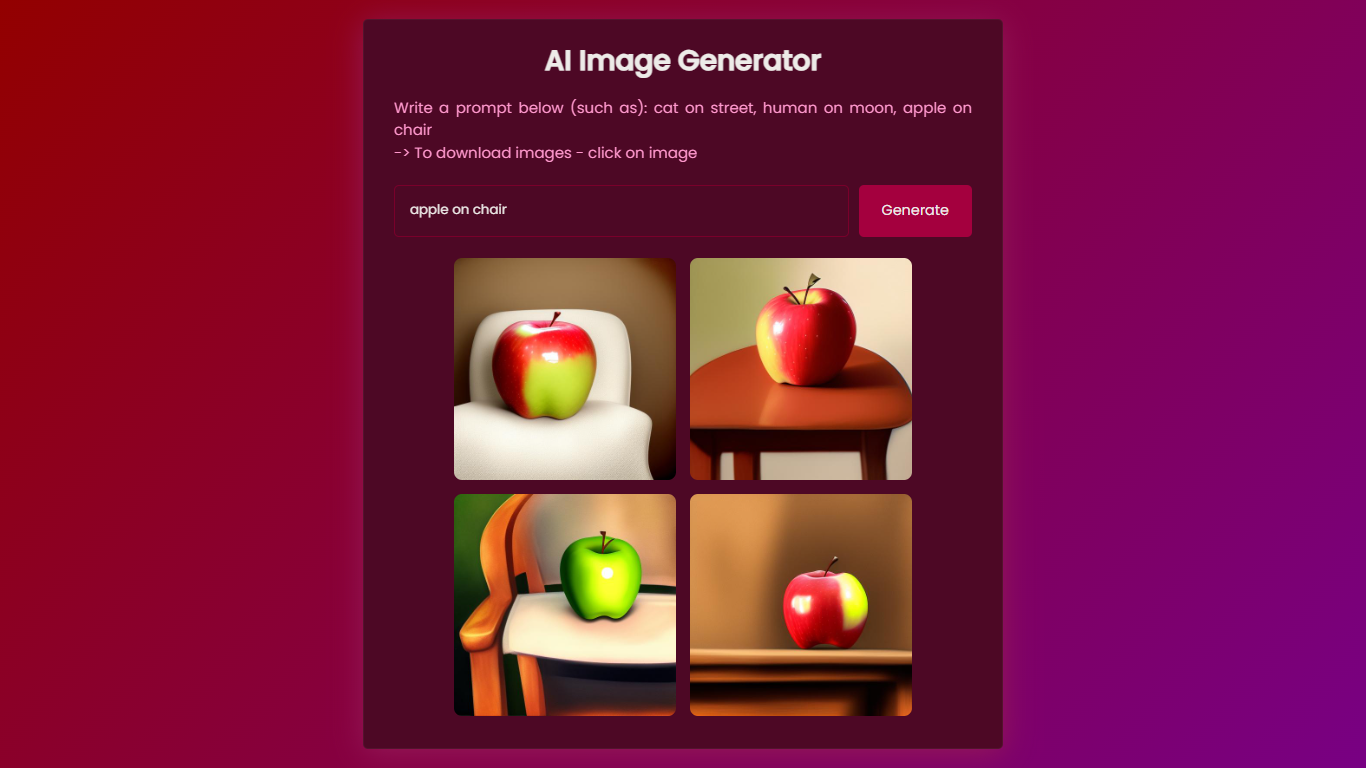 AI Image Generator
Write a prompt below (such as): cat on street, human on moon, apple on
chair
-> To download images - click on image
apple on chair
Generate